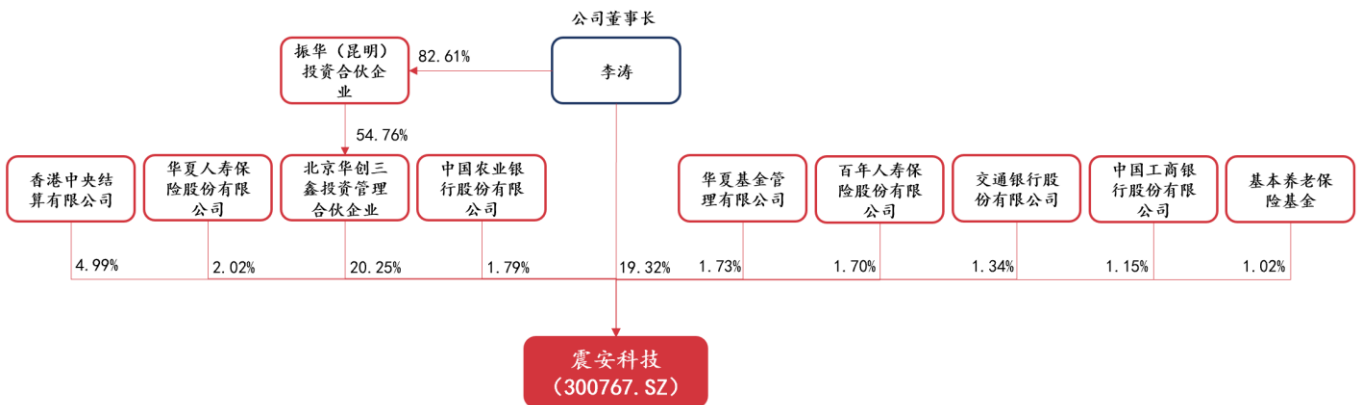 公司董事长
振华（昆明）
投资合伙企
业
82.61%
李涛
54.76%
香港中央结
算有限公司
华夏人寿保
险股份有限
公司
北京华创三
鑫投资管理
合伙企业
中国农业银
行股份有限
公司
华夏基金管
理有限公司
百年人寿保
险股份有限
公司
交通银行股
份有限公司
中国工商银
行股份有限
公司
基本养老保
险基金
4.99%
2.02%
20.25%
1.79%
19.32%
1.73%
1.70%
1.34%
1.15%
1.02%
震安科技
（300767.SZ）